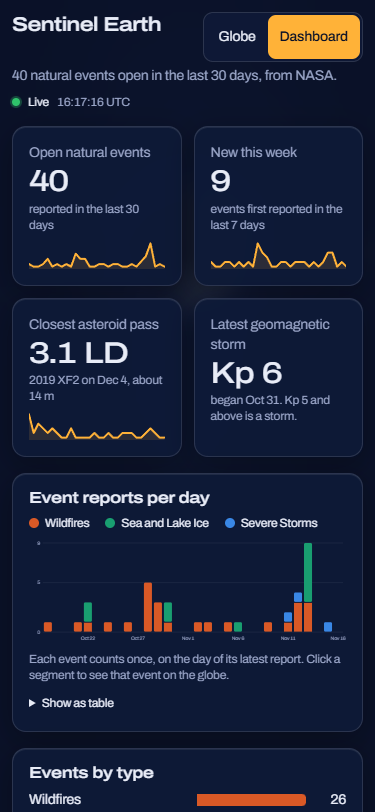 Sentinel Earth
Globe
Dashboard
40 natural events open in the last 30 days, from NASA.
Live 16:17:16 UTC
Open natural events
40
reported in the last 30
days
New this week
9
events first reported in the
last 7 days
Closest asteroid pass
3.1 LD
2019 XF2 on Dec 4, about
14 m
Latest geomagnetic
storm
Kp 6
began Oct 31. Kp 5 and
above is a storm.
Event reports per day
Wildfires Sea and Lake Ice Severe Storms
5
0
Oct 22 Oct 27 Nov 1 Nov 6 Nov 11 Nov 16
Each event counts once, on the day of its latest report. Click a
segment to see that event on the globe.
Show as table
Events by type
Wildfires 26